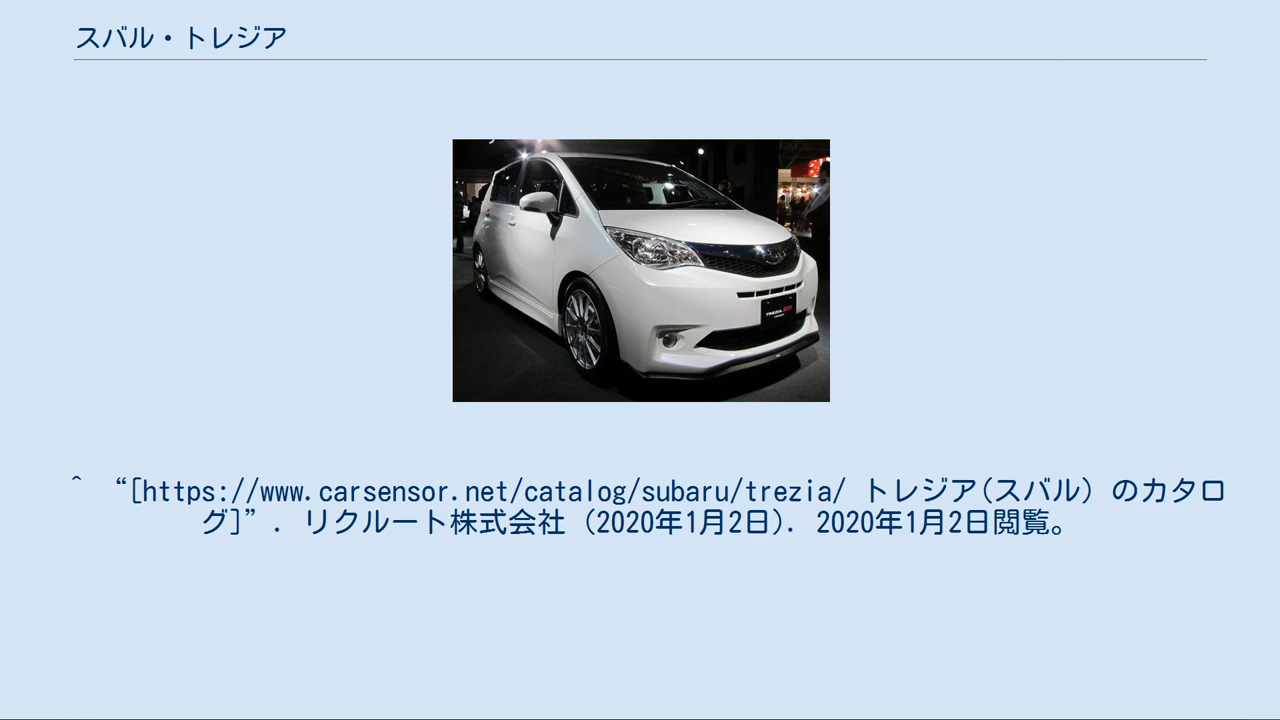 スバル・トレジア
TREZIA STI
^ “[https://www.carsensor.net/catalog/subaru/trezia/ トレジア(スバル) のカタロ
グ]”. リクルート株式会社 (2020年1月2日). 2020年1月2日閲覧。